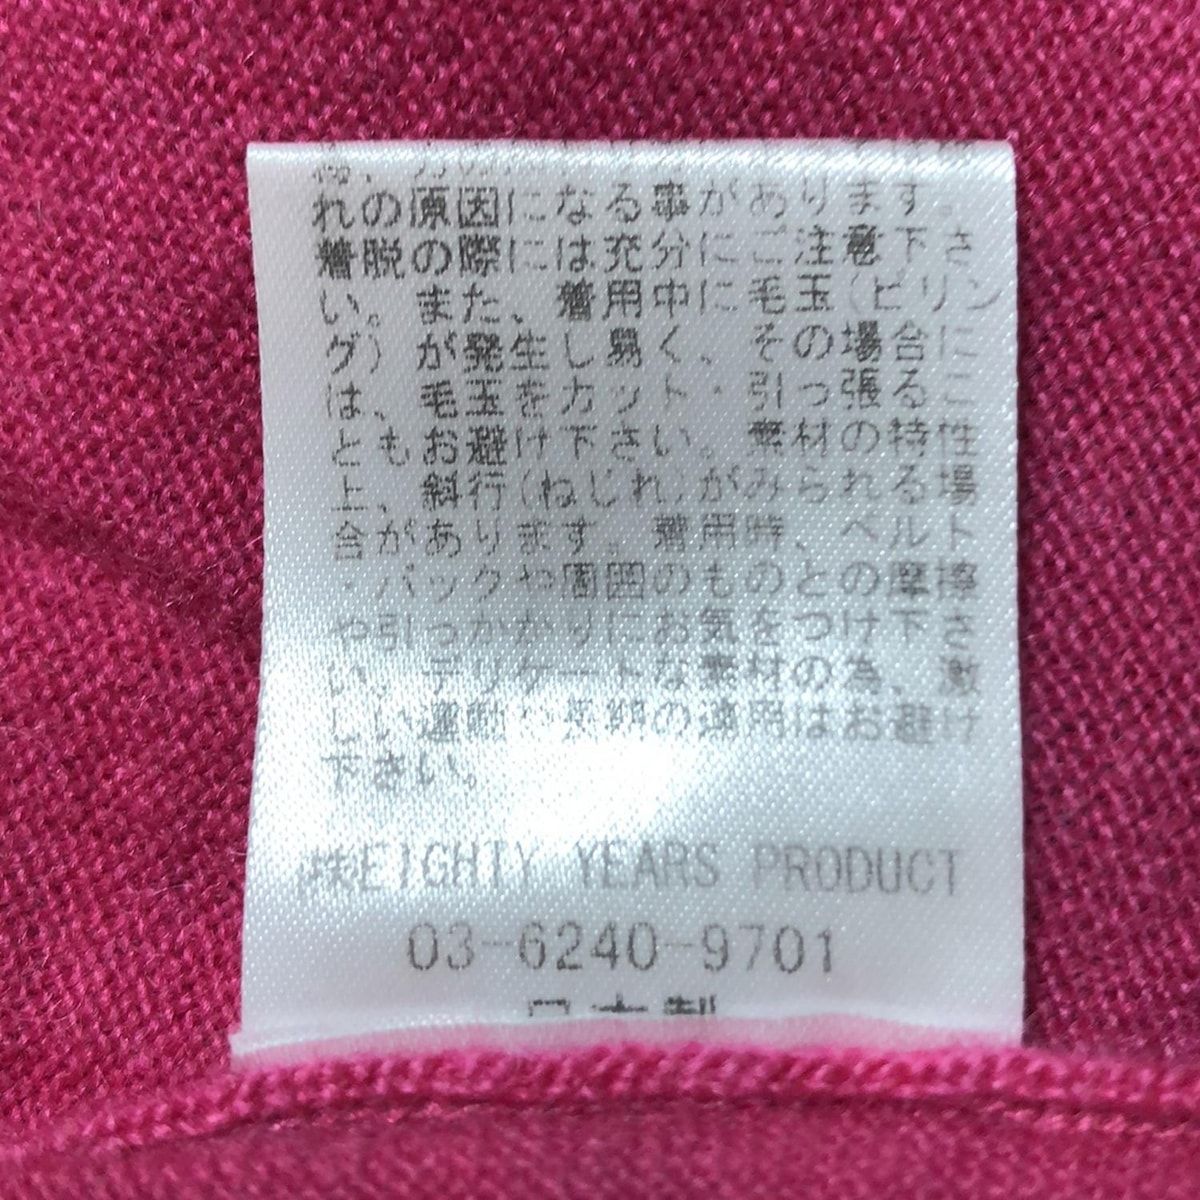 れの原因になる事があります。
着脱の際には充分にご注意下さ
い。また、着用中に毛玉(ピリン
グ)が発生し易く、その場合に
は、毛玉をカット・引っ張るこ
ともお避け下さい。素材の特性
上、斜行(ねじれ)がみられる場
合があります。着用時、ベルト
・バックや周囲のものとの摩擦
や引っかかりにお気をつけ下さ
い。デリケートな素材の為、激
しい運動や長期の連用はお避け
下さい。
㈱EIGHTY YEARS PRODUCT
03-6240-9701
日本製